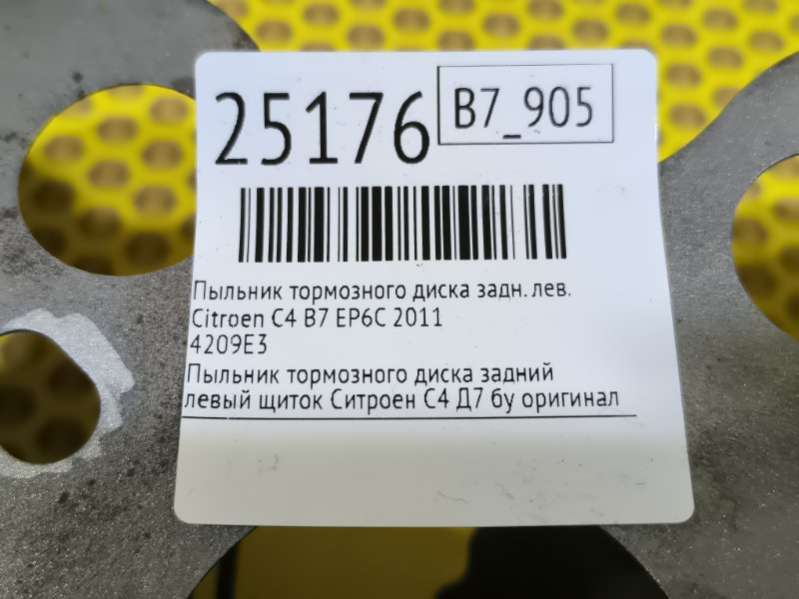 25176
B7_905
Пыльник тормозного диска задн. лев.
Citroen C4 B7 EP6C 2011
4209E3
Пыльник тормозного диска задний
левый щиток Ситроен С4 Д7 бу оригинал